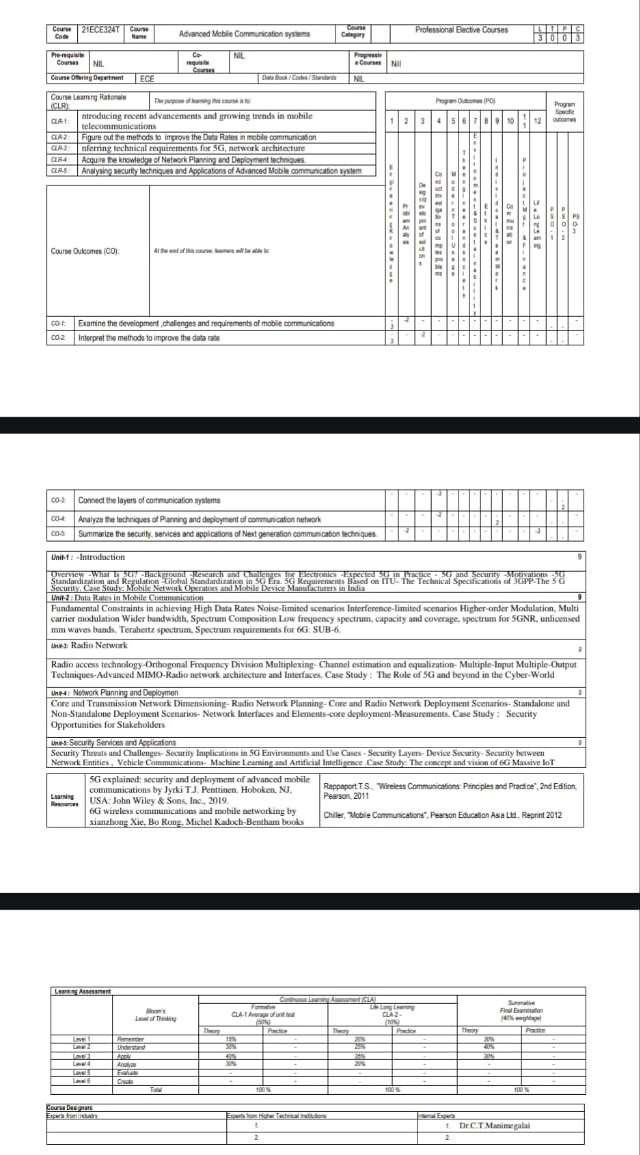 Course Code 21ECE324T Course Name Advanced Mobile Communication systems Course Category Professional Elective Courses L T P C
3 0 0 3
Pre-requisite Courses NIL Co-requisite Courses NIL Progressiv e Courses Nill
Course Offering Department ECE Data Book / Codes / Standards NIL
Course Learning Rationale (CLR): The purpose of learning this course is to: Program Outcomes (PO) Program Specific outcomes
CLR-1 : ntroducing recent advancements and growing trends in mobile
telecommunications
1 2 3 4 5 6 7 8 9 10 11 12
CLR-2 : Figure out the methods to improve the Data Rates in mobile communication
CLR-3 : nferring technical requirements for 5G, network architecture
CLR-4 : Acquire the knowledge of Network Planning and Deployment techniques.
CLR-5 : Analysing security techniques and Applications of Advanced Mobile Communication system
Course Outcomes (CO): At the end of this course, learners will be able to:
PSO-1 PSO-2 PSO-3
CO-1: Examine the development ,challenges and requirements of mobile communications
CO-2: Interpret the methods to improve the data rate
CO-3: Connect the layers of communication systems
CO-4: Analyze the techniques of Planning and deployment of communication network
CO-5: Summarize the security, services and applications of Next generation communication techniques.
Unit-1 : -Introduction 9
Overview -What Is 5G? -Background -Research and Challenges for Electronics -Expected 5G in Practice - 5G and Security -Motivations -5G
Standardization and Regulation -Global Standardization in 5G Era. 5G Requirements Based on ITU- The Technical Specifications of 3GPP-The 5 G
Security. Case Study: Mobile Network Operators and Mobile Device Manufacturers in India
Unit-2 : Data Rates in Mobile Communication 9
Fundamental Constraints in achieving High Data Rates Noise-limited scenarios Interference-limited scenarios Higher-order Modulation, Multi
carrier modulation Wider bandwidth, Spectrum Composition Low frequency spectrum, capacity and coverage, spectrum for 5GNR, unlicensed
mm waves bands, Terahertz spectrum, Spectrum requirements for 6G: SUB-6.
Unit-3: Radio Network 9
Radio access technology-Orthogonal Frequency Division Multiplexing- Channel estimation and equalization- Multiple-Input Multiple-Output
Techniques-Advanced MIMO-Radio network architecture and Interfaces. Case Study : The Role of 5G and beyond in the Cyber-World
Unit-4 : Network Planning and Deploymen 9
Core and Transmission Network Dimensioning- Radio Network Planning- Core and Radio Network Deployment Scenarios- Standalone and
Non-Standalone Deployment Scenarios- Network Interfaces and Elements-core deployment-Measurements. Case Study : Security
Opportunities for Stakeholders
Unit-5: Security Services and Applications 9
Security Threats and Challenges- Security Implications in 5G Environments and Use Cases - Security Layers- Device Security- Security between
Network Entities , Vehicle Communications- Machine Learning and Artificial Intelligence .Case Study: The concept and vision of 6G Massive IoT
Learning Resources
5G explained: security and deployment of advanced mobile
communications by Jyrki T.J. Penttinen. Hoboken, NJ,
USA: John Wiley & Sons, Inc., 2019.
6G wireless communications and mobile networking by
xianzhong Xie, Bo Rong, Michel Kadoch-Bentham books
Rappaport.T.S., "Wireless Communications: Principles and Practice", 2nd Edition,
Pearson, 2011
Chiller, "Mobile Communications", Pearson Education Asia Ltd., Reprint 2012
Learning Assessment
Bloom's Level of Thinking Continuous Learning Assessment (CLA) Summative Final Examination (40% weightage)
Formative CLA-1 Average of unit test (50%) Life Long Learning CLA-2 - (10%)
Theory Practice Theory Practice Theory Practice
Level 1 Remember 15% - 20% - 30% -
Level 2 Understand - 25% - 40% -
Level 3 Apply 40% - - 30% -
Level 4 Analyze 30% - 20% - - -
Level 5 Evaluate - - - - - -
Level 6 Create - - - - - -
Total 100 % 100 % 100 %
Course Designers
Experts from Industry Experts from Higher Technical Institutions Internal Experts
1. 1. Dr.C.T.Manimegalai
2. 2.